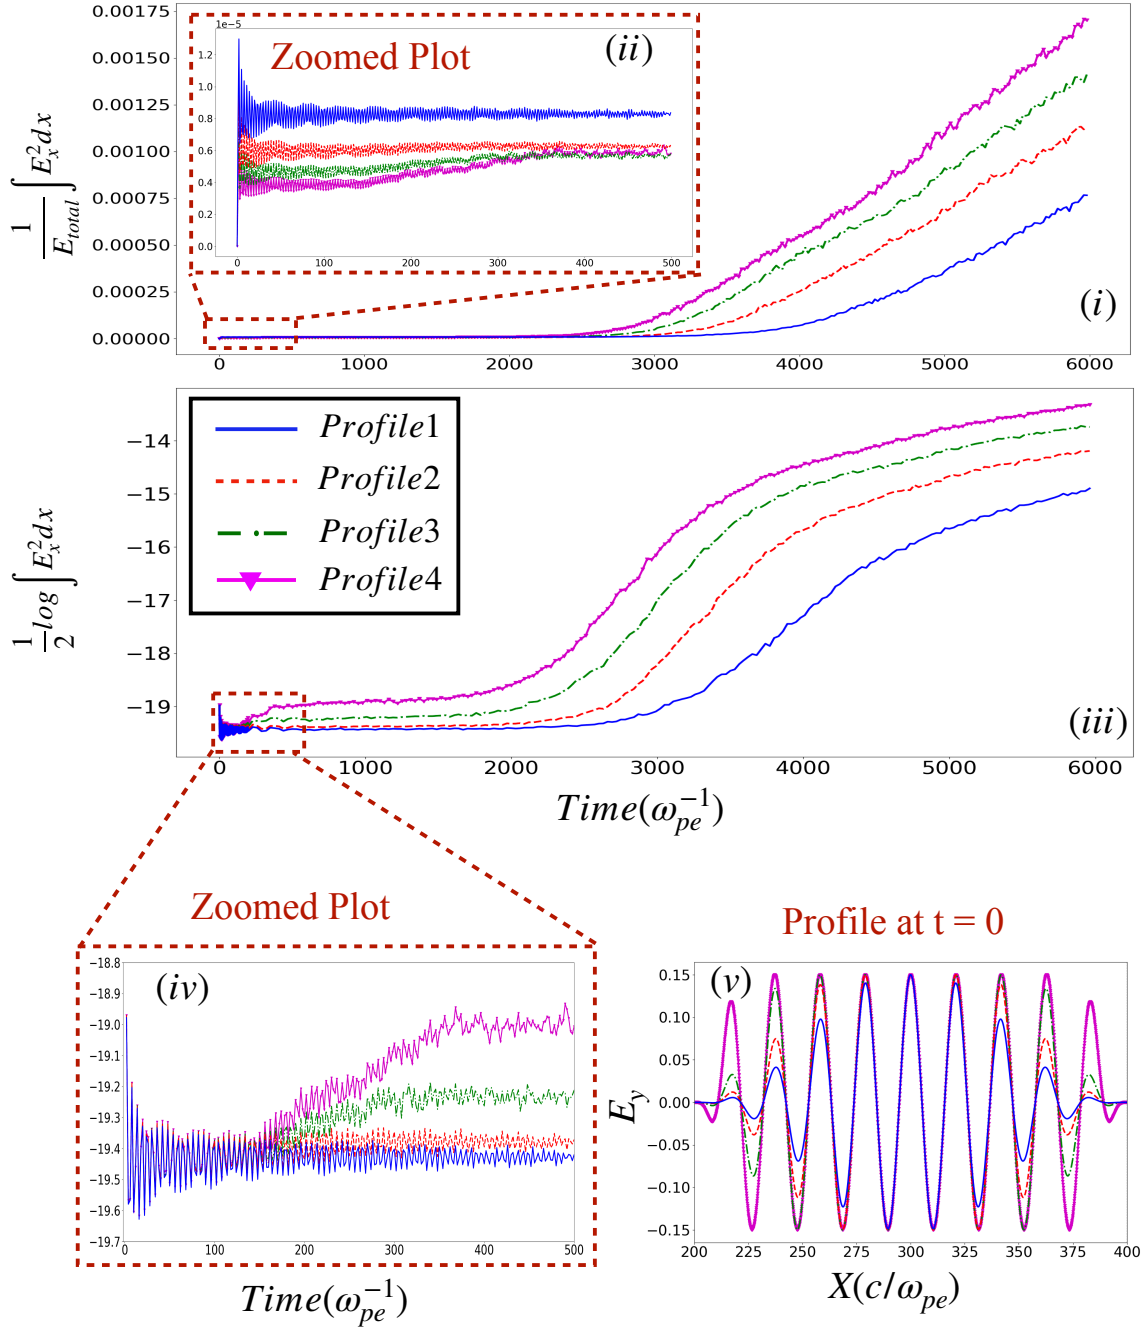 1e−5
Zoomed Plot
(ii)
1.2
1.0
0.8
0.6
0.4
0.2
0.0
0 100 200 300 400 500
0.00175
0.00150
0.00125
0.00100
0.00075
0.00050
0.00025
0.00000
1/E_total ∫ E_x^2 dx
(i)
0 1000 2000 3000 4000 5000 6000
Profile1
Profile2
Profile3
Profile4
−14
−15
−16
−17
−18
−19
1/2 log ∫ E_x^2 dx
(iii)
0 1000 2000 3000 4000 5000 6000
Time(ω_pe^−1)
Zoomed Plot
(iv)
−18.8
−18.9
−19.0
−19.1
−19.2
−19.3
−19.4
−19.5
−19.6
−19.7
0 100 200 300 400 500
Time(ω_pe^−1)
Profile at t = 0
(v)
0.15
0.10
0.05
0.00
−0.05
−0.10
−0.15
E_y
200 225 250 275 300 325 350 375 400
X(c/ω_pe)